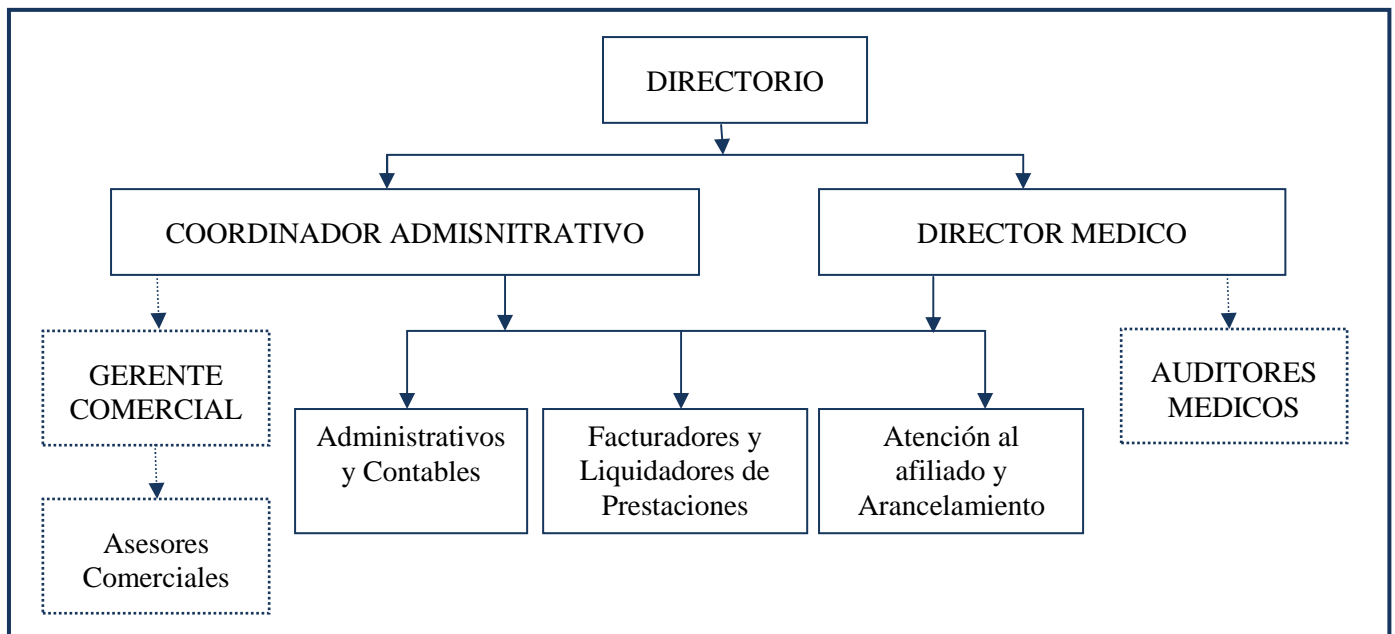 DIRECTORIO
COORDINADOR ADMISNITRATIVO
DIRECTOR MEDICO
GERENTE
COMERCIAL
AUDITORES
MEDICOS
Administrativos
y Contables
Facturadores y
Liquidadores de
Prestaciones
Atención al
afiliado y
Arancelamiento
Asesores
Comerciales